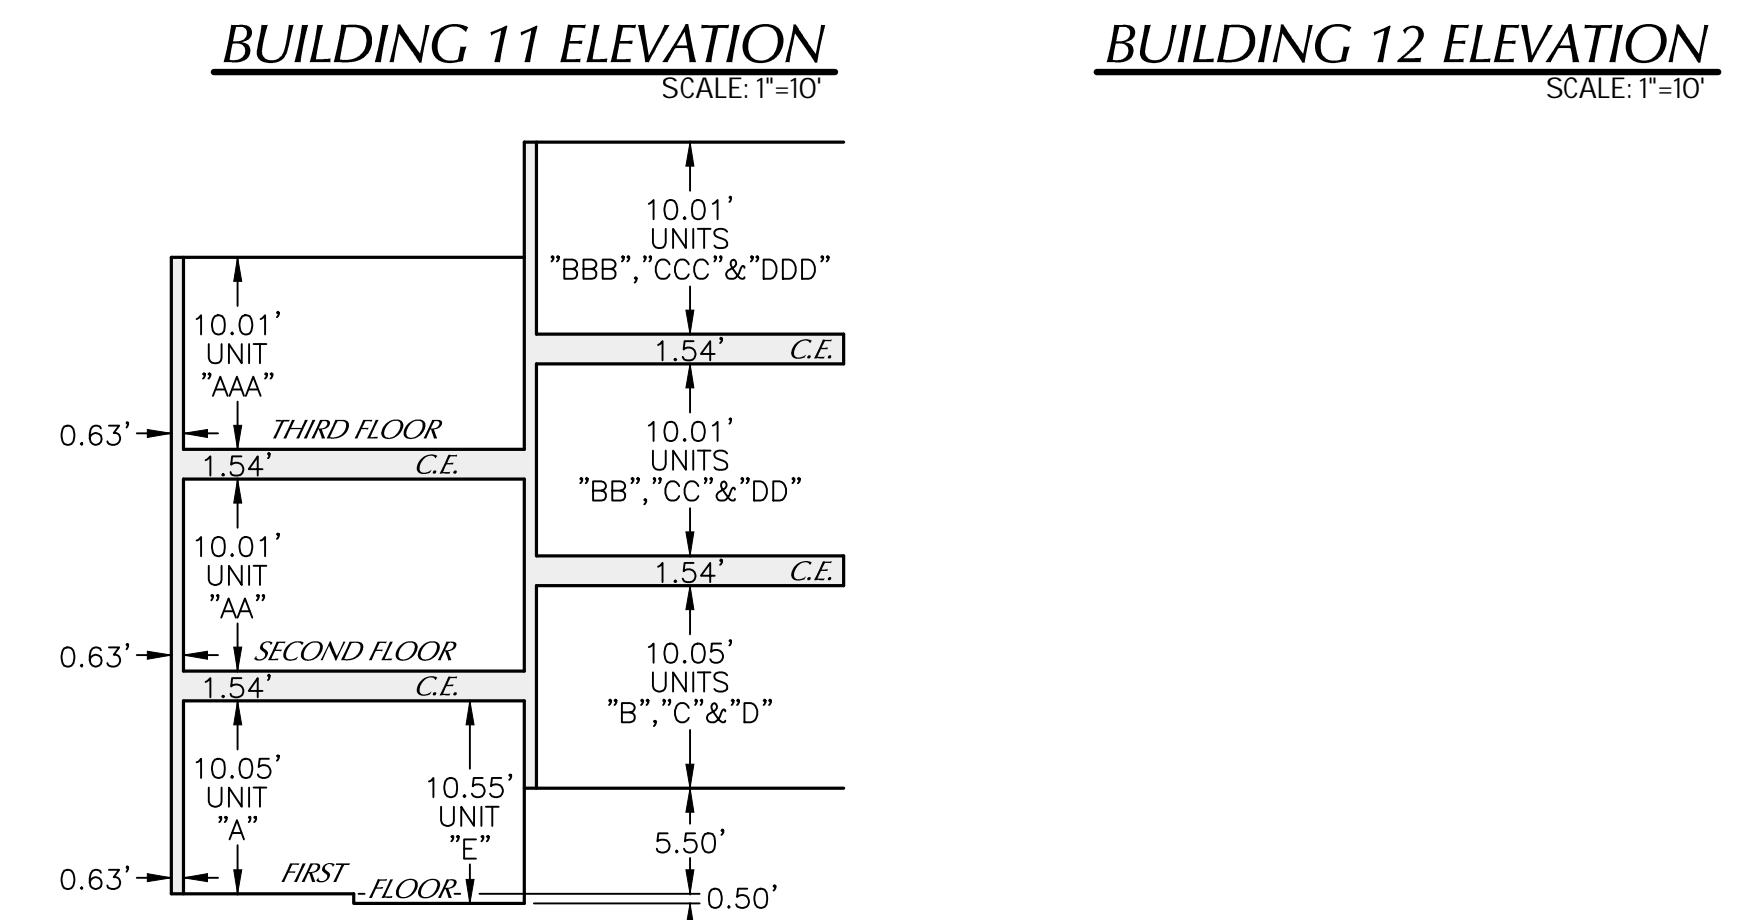 BUILDING 11 ELEVATION
SCALE: 1"=10'
BUILDING 12 ELEVATION
SCALE: 1"=10'
10.01'
UNITS
"BBB","CCC"&"DDD"
1.54' C.E.
10.01'
UNIT
"AAA"
0.63'
THIRD FLOOR
1.54' C.E.
10.01'
UNITS
"BB","CC"&"DD"
1.54' C.E.
10.01'
UNIT
"AA"
0.63'
SECOND FLOOR
1.54' C.E.
10.05'
UNITS
"B","C"&"D"
10.05'
UNIT
"A"
10.55'
UNIT
"E"
5.50'
0.63'
FIRST
FLOOR
0.50'